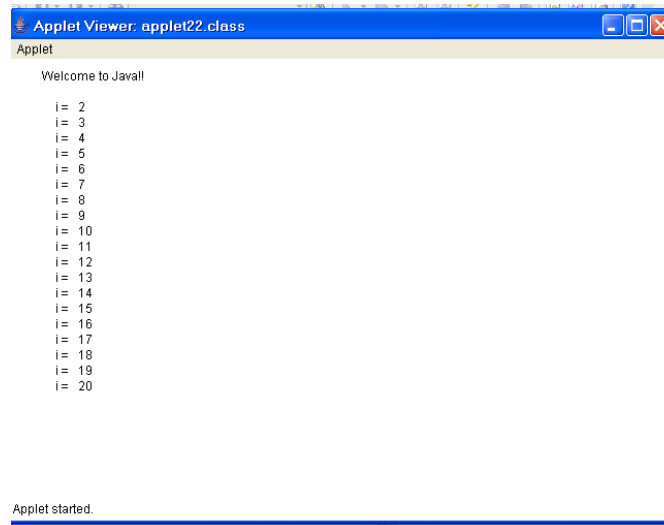 Applet Viewer: applet22.class
Applet
Welcome to Java!!
i = 2
i = 3
i = 4
i = 5
i = 6
i = 7
i = 8
i = 9
i = 10
i = 11
i = 12
i = 13
i = 14
i = 15
i = 16
i = 17
i = 18
i = 19
i = 20
Applet started.